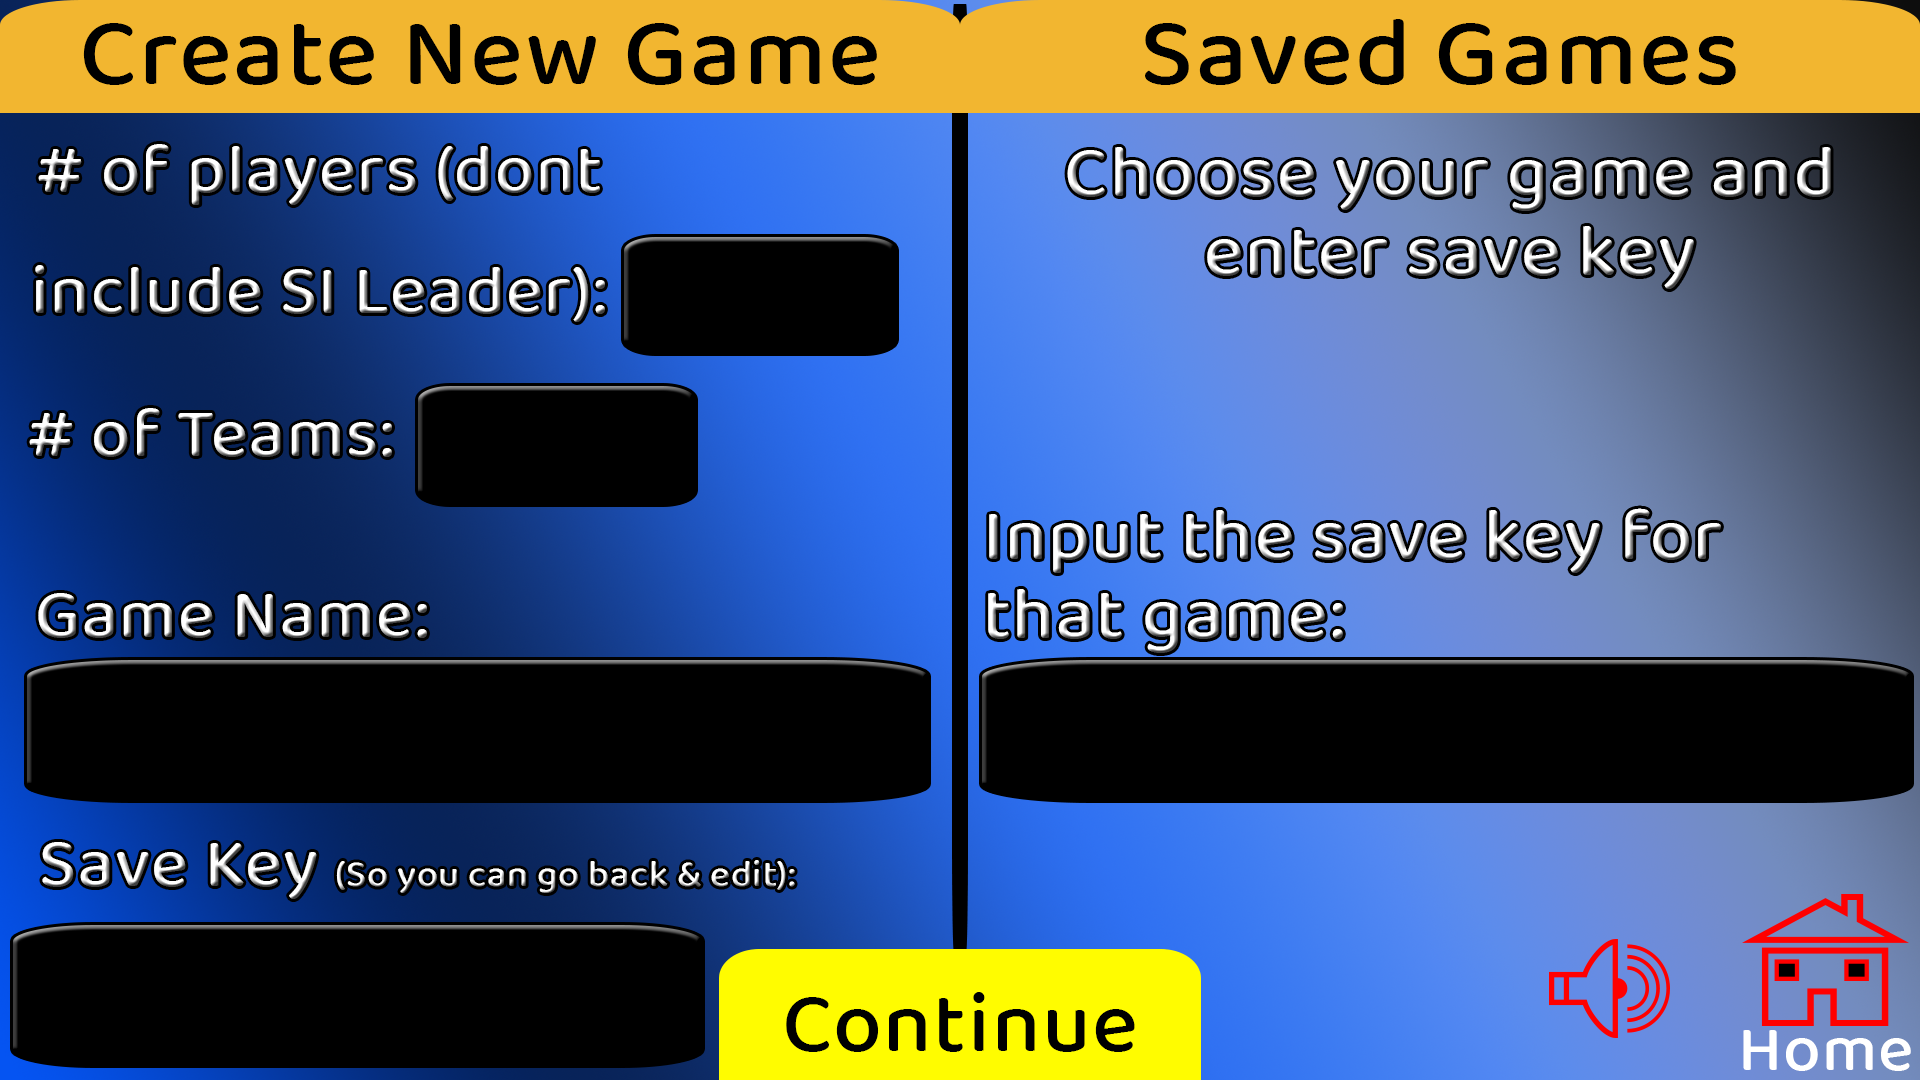 Create New Game
# of players (dont
include SI Leader):
# of Teams:
Game Name:
Save Key (So you can go back & edit):
Continue
Saved Games
Choose your game and
enter save key
Input the save key for
that game:
Home